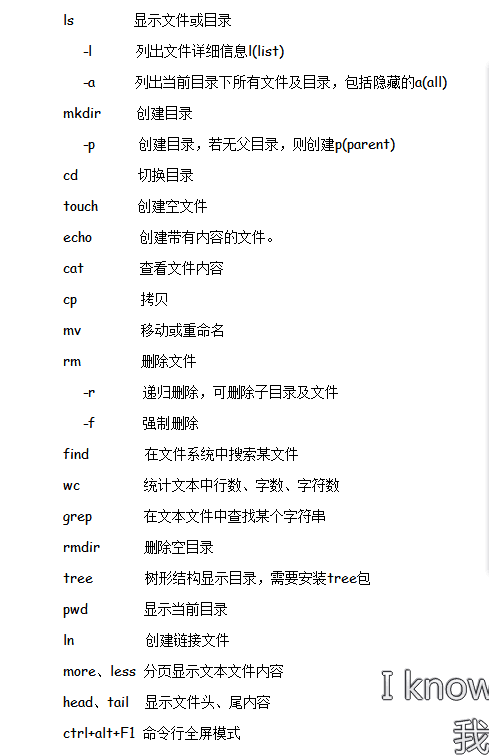 ls 显示文件或目录
-l 列出文件详细信息l(list)
-a 列出当前目录下所有文件及目录，包括隐藏的a(all)
mkdir 创建目录
-p 创建目录，若无父目录，则创建p(parent)
cd 切换目录
touch 创建空文件
echo 创建带有内容的文件。
cat 查看文件内容
cp 拷贝
mv 移动或重命名
rm 删除文件
-r 递归删除，可删除子目录及文件
-f 强制删除
find 在文件系统中搜索某文件
wc 统计文本中行数、字数、字符数
grep 在文本文件中查找某个字符串
rmdir 删除空目录
tree 树形结构显示目录，需要安装tree包
pwd 显示当前目录
ln 创建链接文件
more、less 分页显示文本文件内容
head、tail 显示文件头、尾内容
ctrl+alt+F1 命令行全屏模式
I know
我